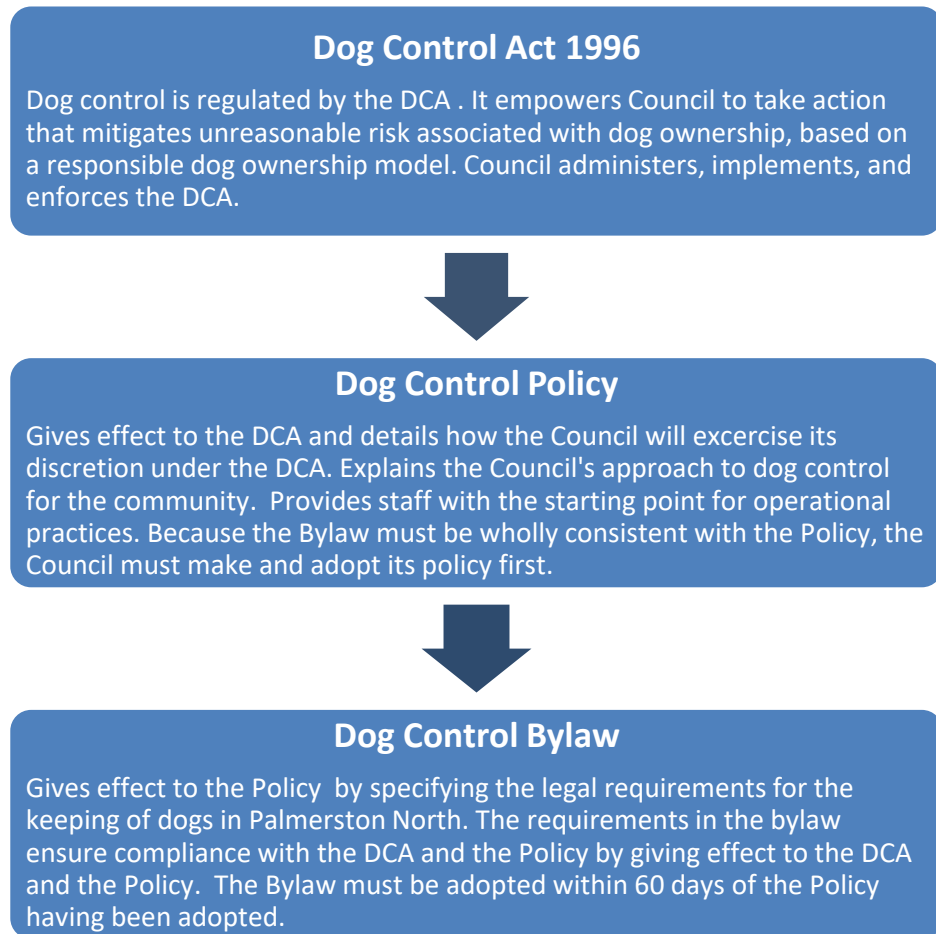 Dog Control Act 1996
Dog control is regulated by the DCA . It empowers Council to take action
that mitigates unreasonable risk associated with dog ownership, based on
a responsible dog ownership model. Council administers, implements, and
enforces the DCA.
Dog Control Policy
Gives effect to the DCA and details how the Council will excercise its
discretion under the DCA. Explains the Council's approach to dog control
for the community.  Provides staff with the starting point for operational
practices. Because the Bylaw must be wholly consistent with the Policy, the
Council must make and adopt its policy first.
Dog Control Bylaw
Gives effect to the Policy  by specifying the legal requirements for the
keeping of dogs in Palmerston North. The requirements in the bylaw
ensure compliance with the DCA and the Policy by giving effect to the DCA
and the Policy.  The Bylaw must be adopted within 60 days of the Policy
having been adopted.